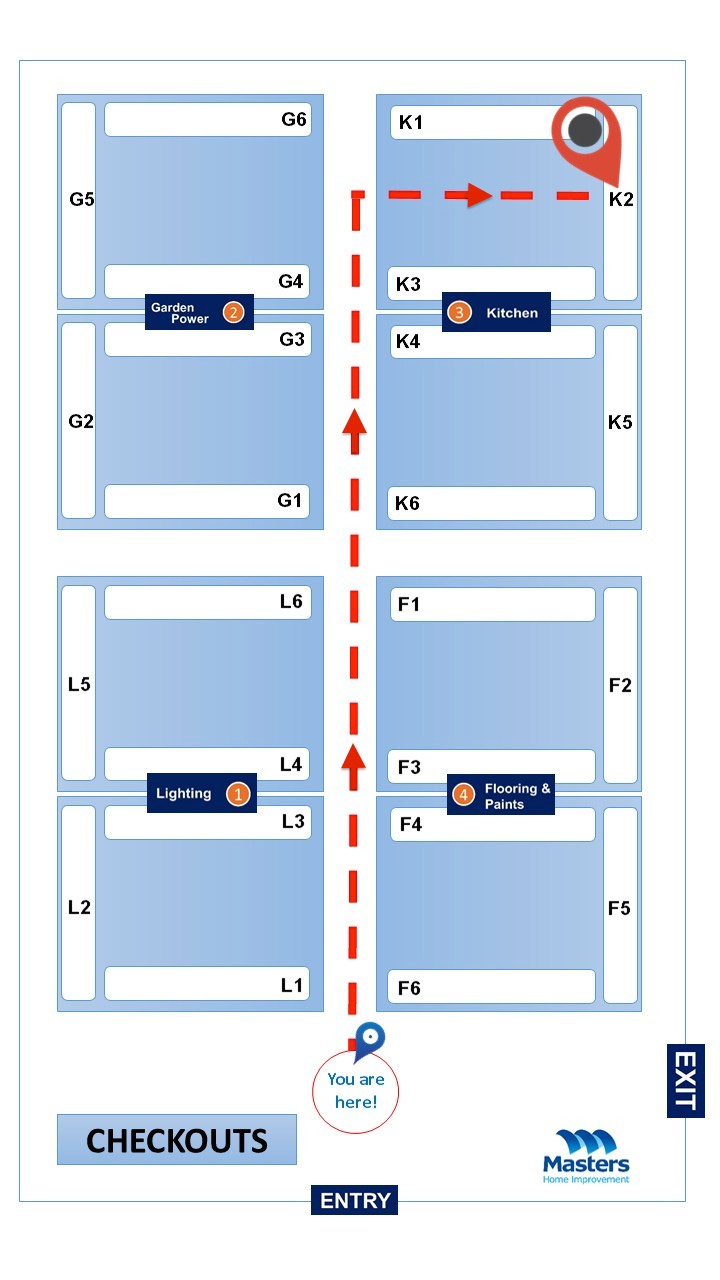 G6
K1
G5
K2
G4
K3
Garden
Power
2
3
Kitchen
G3
K4
G2
K5
G1
K6
L6
F1
L5
F2
L4
F3
Lighting
1
4
Flooring &
Paints
L3
F4
L2
F5
L1
F6
You are
here!
EXIT
CHECKOUTS
Masters
Home Improvement
ENTRY